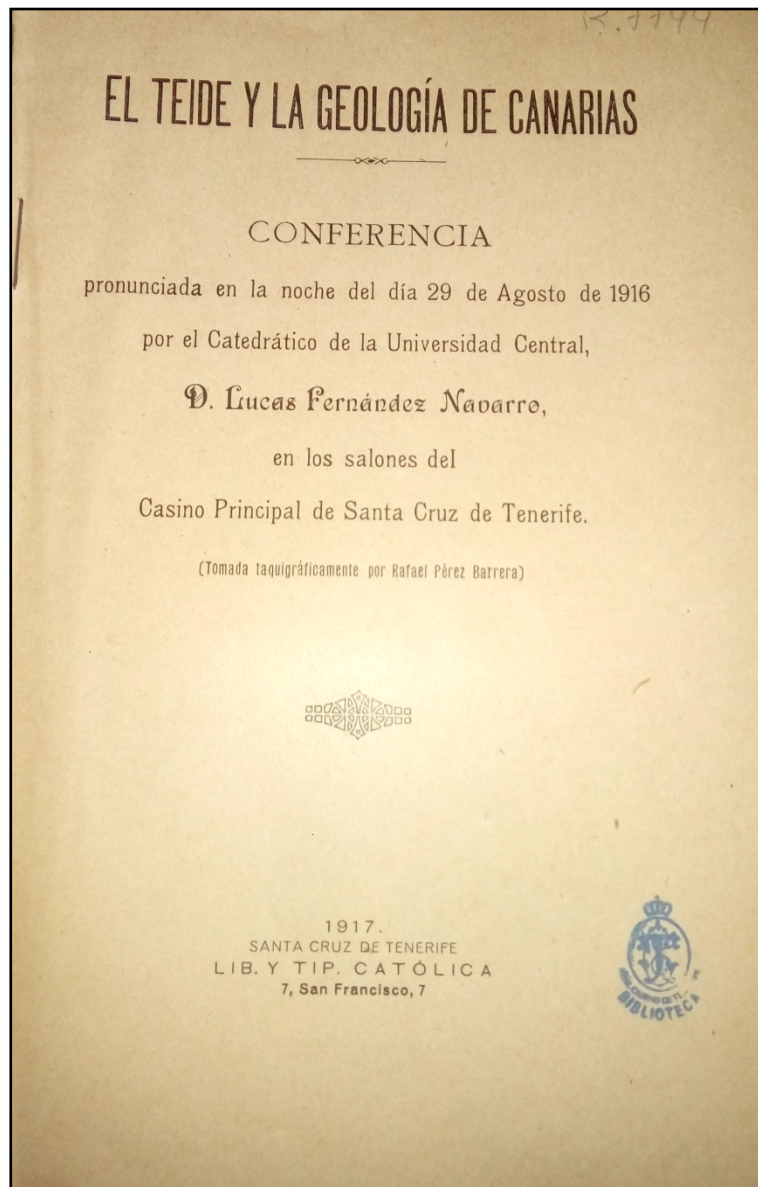 R.7744
EL TEIDE Y LA GEOLOGÍA DE CANARIAS
CONFERENCIA
pronunciada en la noche del día 29 de Agosto de 1916
por el Catedrático de la Universidad Central,
D. Lucas Fernández Navarro,
en los salones del
Casino Principal de Santa Cruz de Tenerife.
(Tomada taquigráficamente por Rafael Pérez Barrera)
1917.
SANTA CRUZ DE TENERIFE
LIB. Y TIP. CATÓLICA
7, San Francisco, 7
BIBLIOTECA